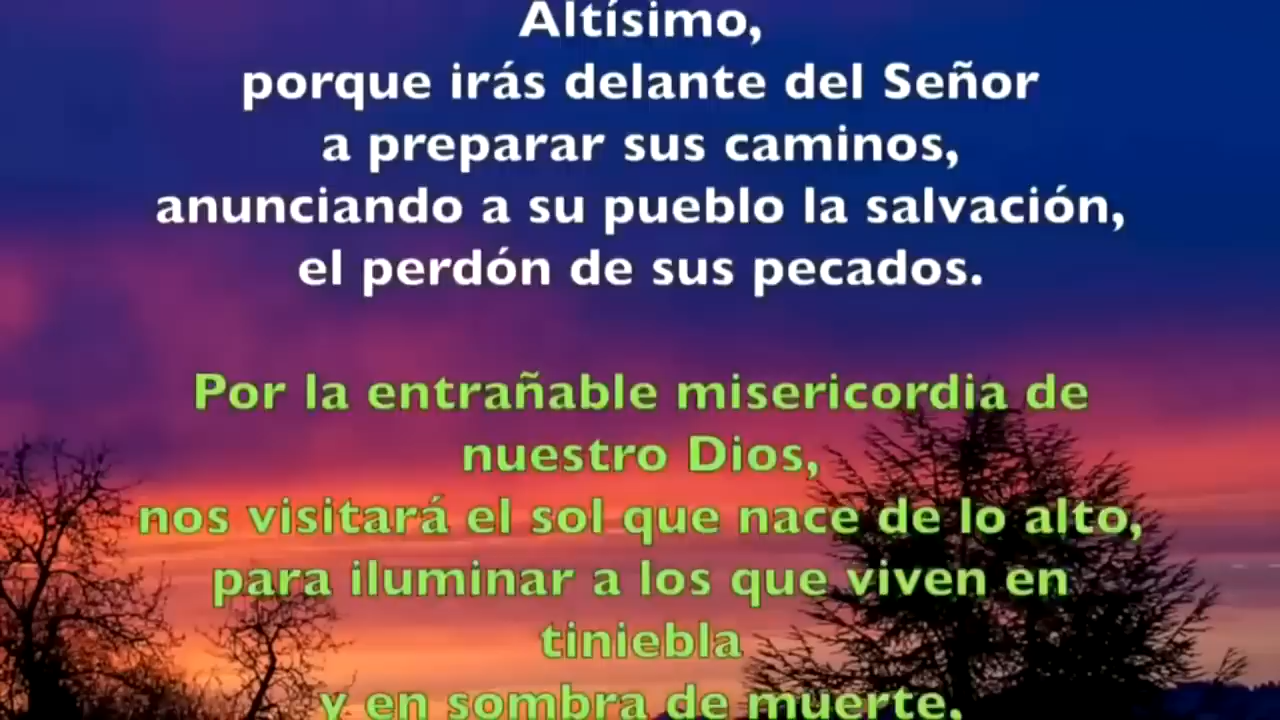 Altísimo,
porque irás delante del Señor
a preparar sus caminos,
anunciando a su pueblo la salvación,
el perdón de sus pecados.
Por la entrañable misericordia de
nuestro Dios,
nos visitará el sol que nace de lo alto,
para iluminar a los que viven en
tiniebla
y en sombra de muerte,